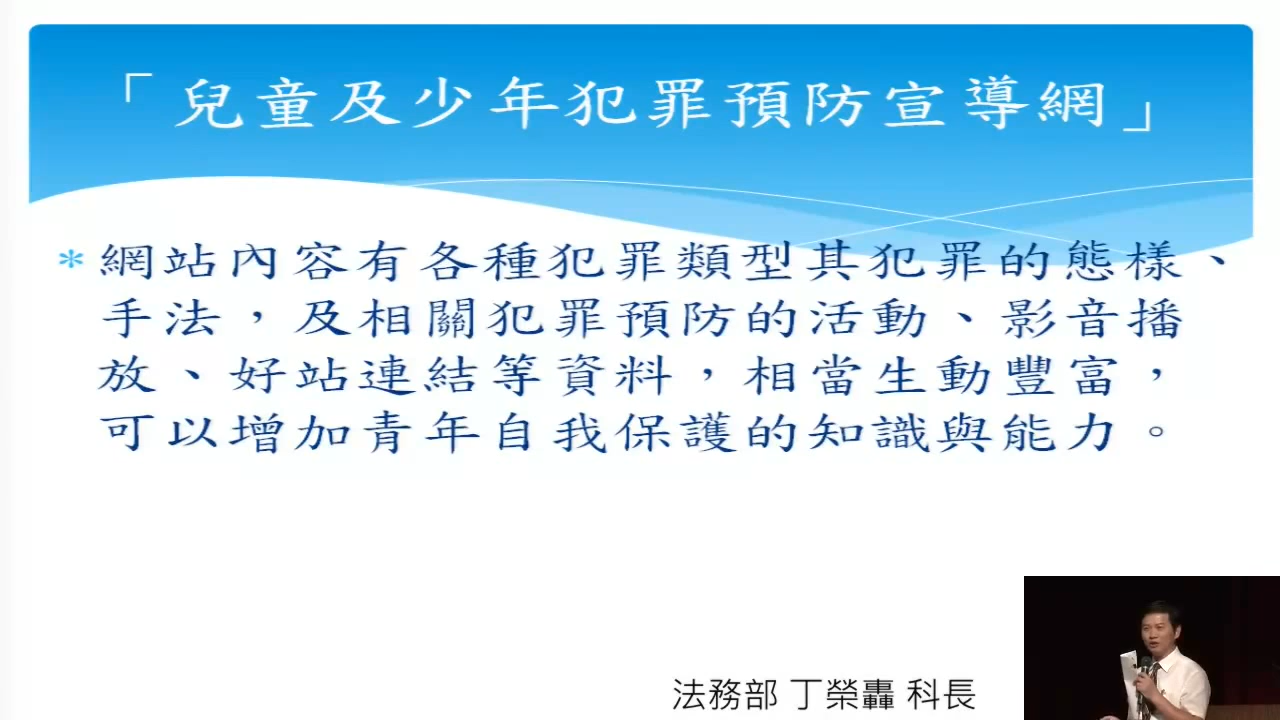 「兒童及少年犯罪預防宣導網」
* 網站內容有各種犯罪類型其犯罪的態樣、
手法，及相關犯罪預防的活動、影音播
放、好站連結等資料，相當生動豐富，
可以增加青年自我保護的知識與能力。
法務部 丁榮轟 科長